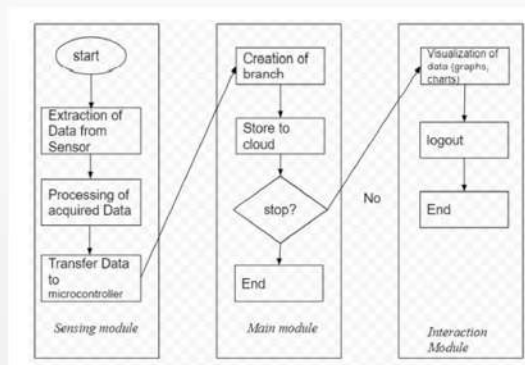 start
Extraction of
Data from
Sensor
Processing of
acquired Data
Transfer Data
to
microcontroller
Sensing module
Creation of
branch
Store to
cloud
stop?
No
End
Main module
Visualization of
data (graphs,
charts)
logout
End
Interaction
Module